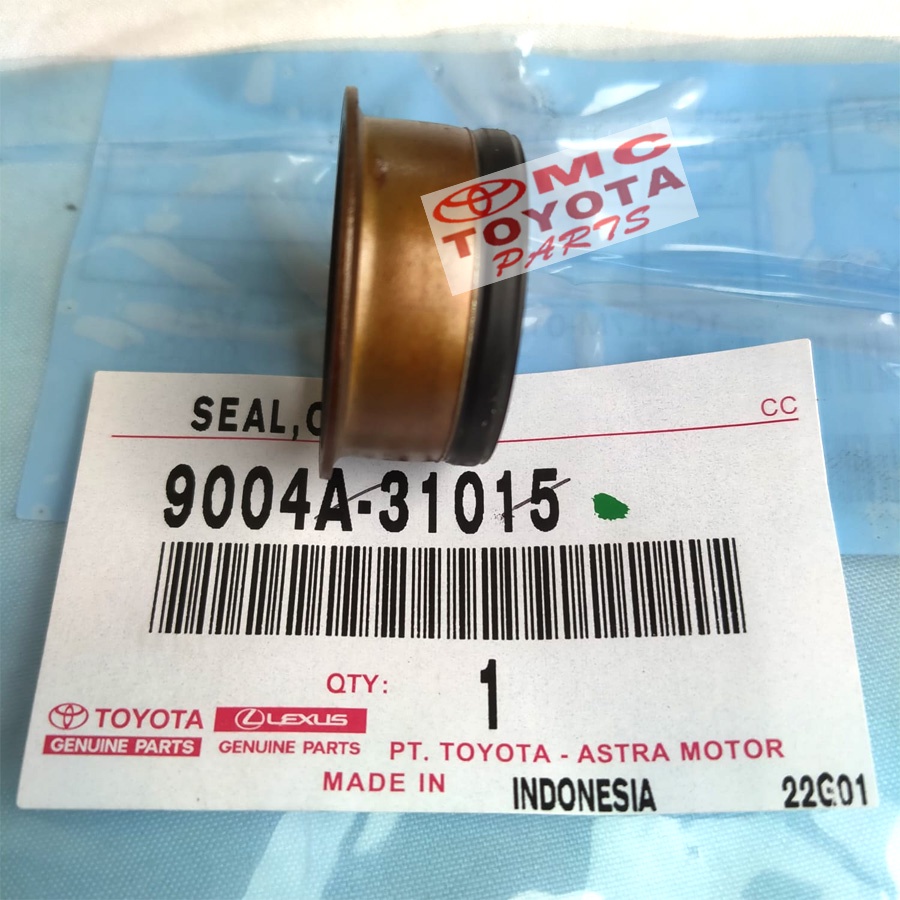 MC
TOYOTA
PARTS
SEAL,O
CC
9004A-31015
QTY: 1
TOYOTA
GENUINE PARTS
LEXUS
GENUINE PARTS
PT. TOYOTA - ASTRA MOTOR
MADE IN INDONESIA
22G01